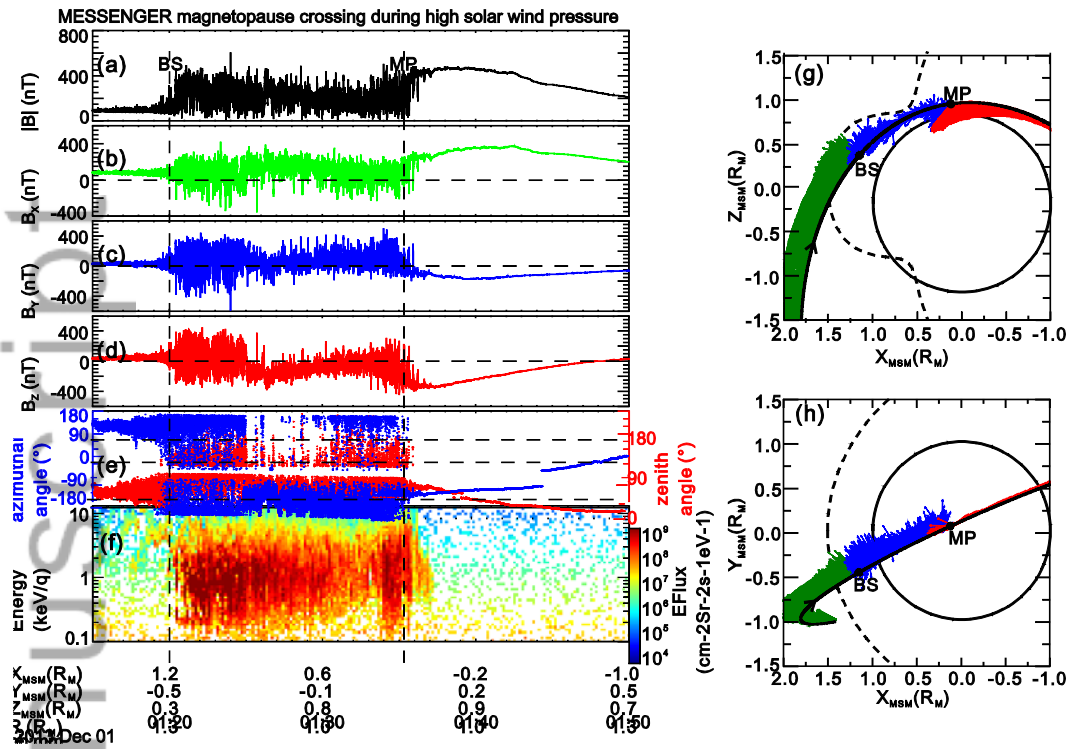 MESSENGER magnetopause crossing during high solar wind pressure
800
400
0
|B| (nT)
(a)
BS
MP
400
0
-400
Bx (nT)
(b)
400
0
-400
BY (nT)
(c)
400
0
-400
BZ (nT)
(d)
180
90
0
-90
-180
azimuthal
angle (°)
(e)
180
90
0
zenith
angle (°)
10
1
0.1
Energy
(keV/q)
(f)
10⁹
10⁸
10⁷
10⁶
10⁵
10⁴
EFlux
(cm-2Sr-2s-1eV-1)
XMSM(RM) 1.2 0.6 -0.2 -1.0
YMSM(RM) -0.5 -0.1 0.2 0.5
ZMSM(RM) 0.3 0.8 0.9 0.7
01:20 01:30 01:40 01:50
2013 Dec 01
(g)
1.5
1.0
0.5
0.0
-0.5
-1.0
-1.5
ZMSM(RM)
MP
BS
2.0 1.5 1.0 0.5 0.0 -0.5 -1.0
XMSM(RM)
(h)
1.5
1.0
0.5
0.0
-0.5
-1.0
-1.5
YMSM(RM)
MP
BS
2.0 1.5 1.0 0.5 0.0 -0.5 -1.0
XMSM(RM)